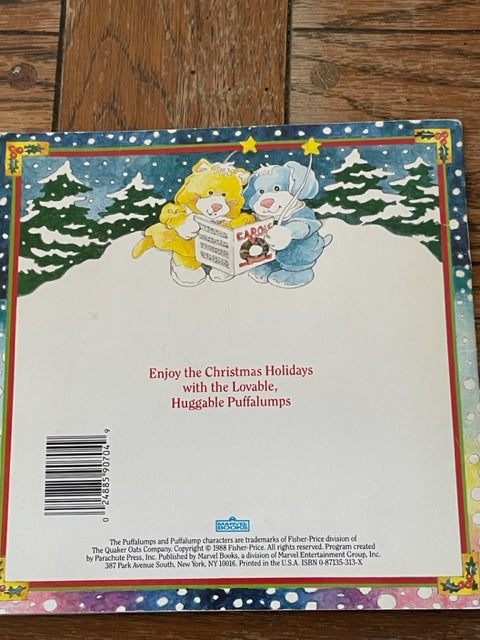 CAROLS
Enjoy the Christmas Holidays
with the Lovable,
Huggable Puffalumps
0 24885 90704 9
MARVEL
BOOKS
The Puffalumps and Puffalump characters are trademarks of Fisher-Price division of
The Quaker Oats Company. Copyright © 1988 Fisher-Price. All rights reserved. Program created
by Parachute Press, Inc. Published by Marvel Books, a division of Marvel Entertainment Group, Inc.
387 Park Avenue South, New York, NY 10016. Printed in the U.S.A. ISBN 0-87135-313-X